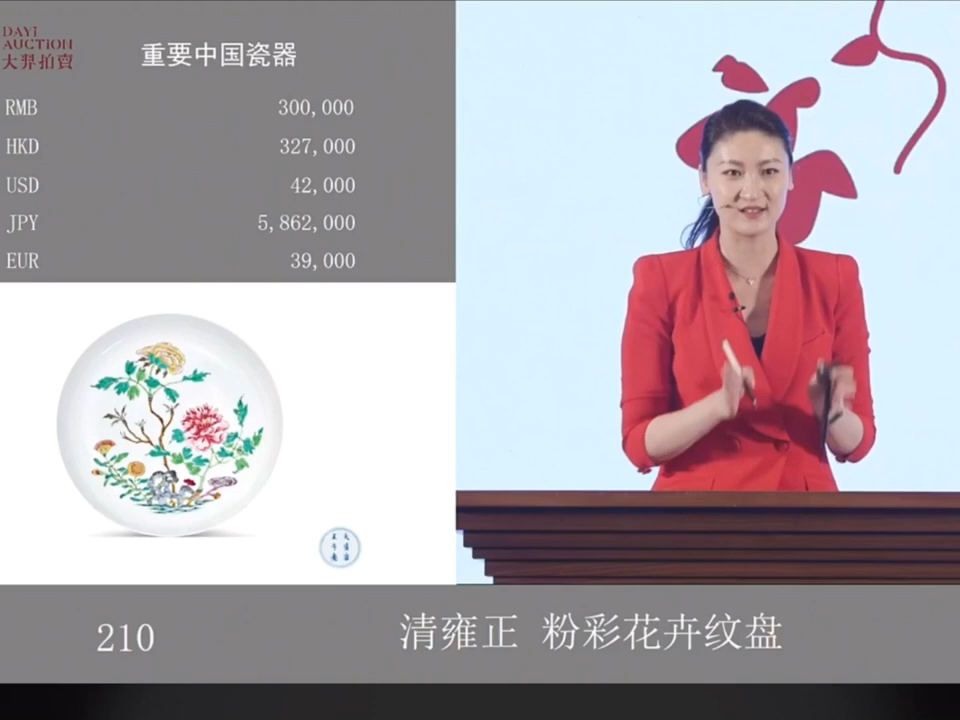 DAYI
AUCTION
大羿拍賣
重要中国瓷器
RMB 300,000
HKD 327,000
USD 42,000
JPY 5,862,000
EUR 39,000
210 清雍正 粉彩花卉纹盘